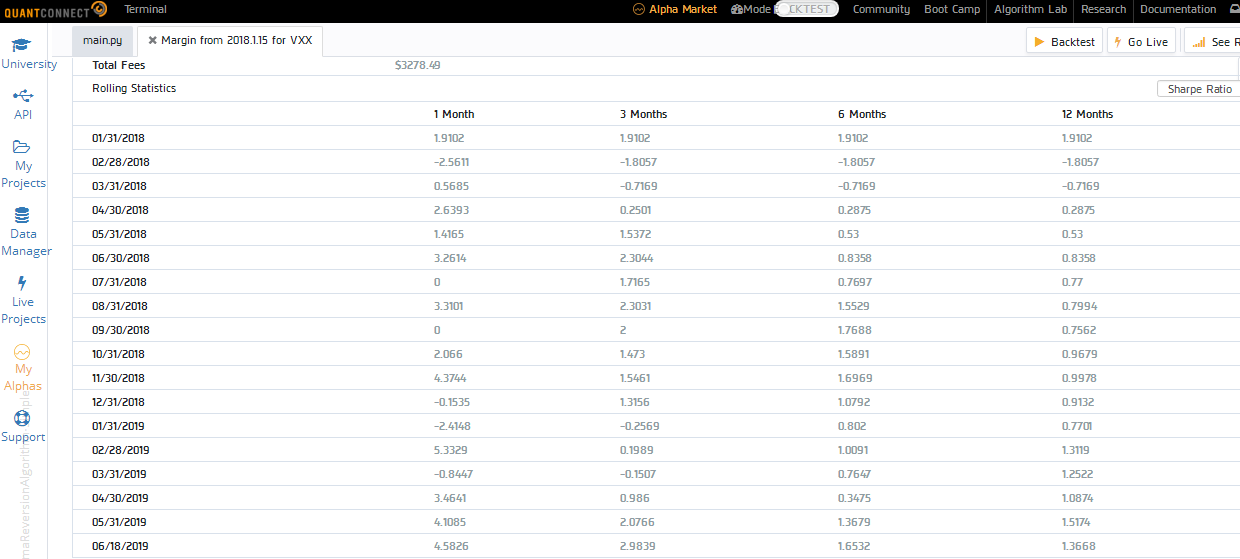 QUANTCONNECT Terminal Alpha Market Mode CKTEST Community Boot Camp Algorithm Lab Research Documentation
main.py Margin from 2018.1.15 for VXX Backtest Go Live See R
University
API
My
Projects
Data
Manager
Live
Projects
My
Alphas
Support
Total Fees $3278.49
Rolling Statistics
Sharpe Ratio
1 Month 3 Months 6 Months 12 Months
01/31/2018 1.9102 1.9102 1.9102 1.9102
02/28/2018 -2.5611 -1.8057 -1.8057 -1.8057
03/31/2018 0.5685 -0.7169 -0.7169 -0.7169
04/30/2018 2.6393 0.2501 0.2875 0.2875
05/31/2018 1.4165 1.5372 0.53 0.53
06/30/2018 3.2614 2.3044 0.8358 0.8358
07/31/2018 0 1.7165 0.7697 0.77
08/31/2018 3.3101 2.3031 1.5529 0.7994
09/30/2018 0 2 1.7688 0.7562
10/31/2018 2.066 1.473 1.5891 0.9679
11/30/2018 4.3744 1.5461 1.6969 0.9978
12/31/2018 -0.1535 1.3156 1.0792 0.9132
01/31/2019 -2.4148 -0.2569 0.802 0.7701
02/28/2019 5.3329 0.1989 1.0091 1.3119
03/31/2019 -0.8447 -0.1507 0.7647 1.2522
04/30/2019 3.4641 0.986 0.3475 1.0874
05/31/2019 4.1085 2.0766 1.3679 1.5174
06/18/2019 4.5826 2.9839 1.6532 1.3668